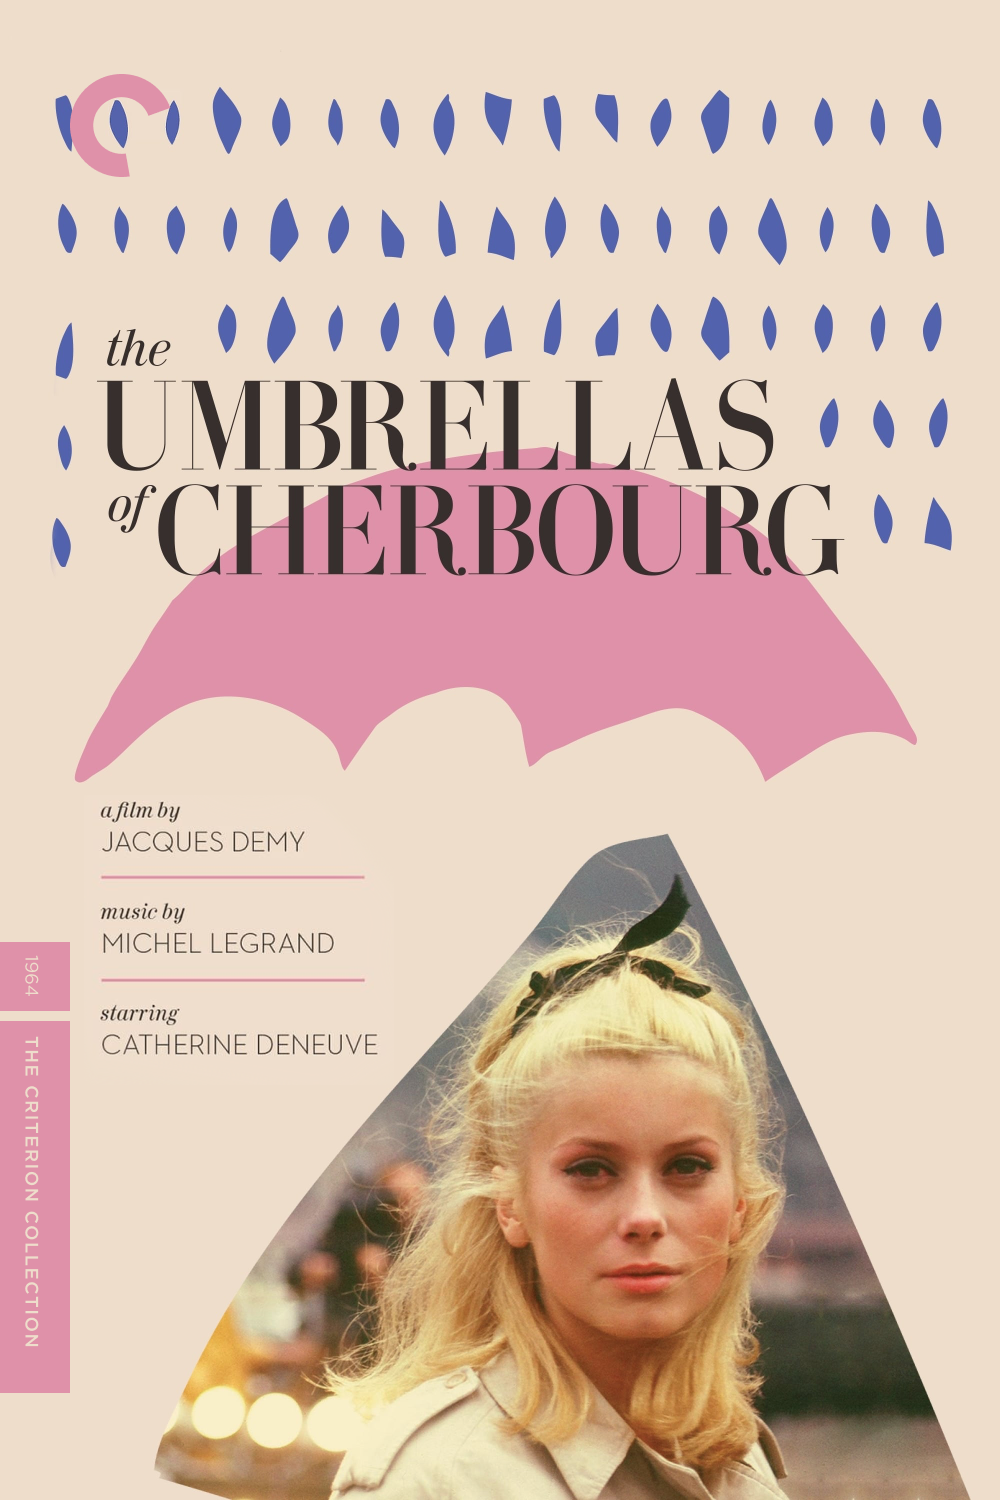 the
UMBRELLAS
of CHERBOURG
a film by
JACQUES DEMY
music by
MICHEL LEGRAND
starring
CATHERINE DENEUVE
1964
THE CRITERION COLLECTION